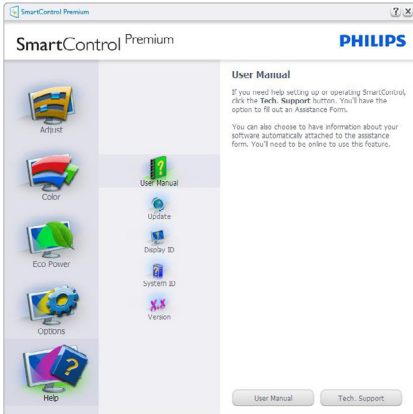 SmartControl Premium
SmartControl Premium
PHILIPS
Adjust
Color
Eco Power
Options
Help
User Manual
Update
Display ID
System ID
Version
User Manual
If you need help setting up or operating SmartControl,
click the Tech. Support button. You'll have the
option to fill out an Assistance Form.
You can also choose to have information about your
software automatically attached to the assistance
form. You'll need to be online to use this feature.
User Manual
Tech. Support